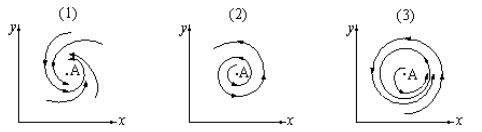 (1) (2) (3)
y y y
A A A
x x x